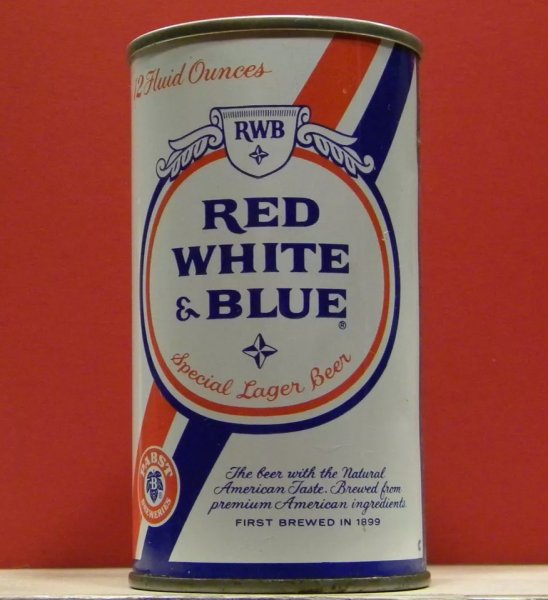 12 Fluid Ounces
RWB
RED
WHITE
& BLUE®
Special Lager Beer
PABST
B
BREWERIES
The beer with the Natural
American Taste. Brewed from
premium American ingredients.
FIRST BREWED IN 1899